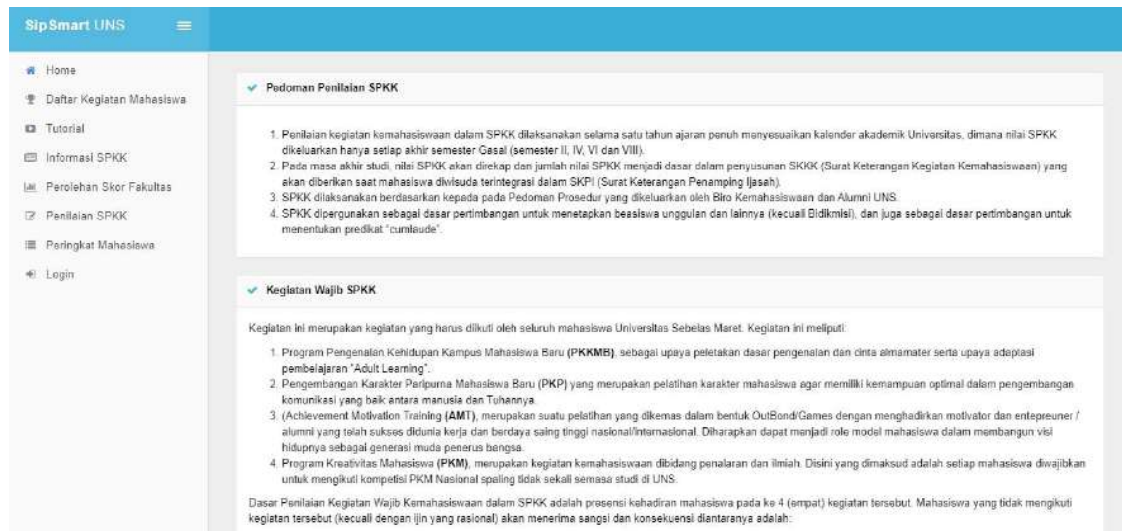 SipSmart UNS
Home
Daftar Kegiatan Mahasiswa
Tutorial
Informasi SPKK
Perolehan Skor Fakultas
Penilaian SPKK
Peringkat Mahasiswa
Login
Pedoman Penilaian SPKK
1. Penilaian kegiatan kemahasiswaan dalam SPKK dilaksanakan selama satu tahun ajaran penuh menyesuaikan kalender akademik Universitas, dimana nilai SPKK
dikeluarkan hanya setiap akhir semester Gasal (semester II, IV, VI dan VIII).
2. Pada masa akhir studi, nilai SPKK akan direkap dan jumlah nilai SPKK menjadi dasar dalam penyusunan SKKK (Surat Keterangan Kegiatan Kemahasiswaan) yang
akan diberikan saat mahasiswa diwisuda terintegrasi dalam SKPI (Surat Keterangan Penamping Ijasah).
3. SPKK dilaksanakan berdasarkan kepada pada Pedoman Prosedur yang dikeluarkan oleh Biro Kemahasiswaan dan Alumni UNS.
4. SPKK dipergunakan sebagai dasar pertimbangan untuk menetapkan beasiswa unggulan dan lainnya (kecuali Bidikmisi), dan juga sebagai dasar pertimbangan untuk
menentukan predikat "cumlaude".
Kegiatan Wajib SPKK
Kegiatan ini merupakan kegiatan yang harus diikuti oleh seluruh mahasiswa Universitas Sebelas Maret. Kegiatan ini meliputi:
1. Program Pengenalan Kehidupan Kampus Mahasiswa Baru (PKKMB), sebagai upaya peletakan dasar pengenalan dan cinta almamater serta upaya adaptasi
pembelajaran "Adult Learning".
2. Pengembangan Karakter Paripurna Mahasiswa Baru (PKP) yang merupakan pelatihan karakter mahasiswa agar memiliki kemampuan optimal dalam pengembangan
komunikasi yang baik antara manusia dan Tuhannya.
3. (Achievement Motivation Training (AMT), merupakan suatu pelatihan yang dikemas dalam bentuk OutBond/Games dengan menghadirkan motivator dan entepreuner /
alumni yang telah sukses didunia kerja dan berdaya saing tinggi nasional/internasional. Diharapkan dapat menjadi role model mahasiswa dalam membangun visi
hidupnya sebagai generasi muda penerus bangsa.
4. Program Kreativitas Mahasiswa (PKM), merupakan kegiatan kemahasiswaan dibidang penalaran dan ilmiah. Disini yang dimaksud adalah setiap mahasiswa diwajibkan
untuk mengikuti kompetisi PKM Nasional spaling tidak sekali semasa studi di UNS.
Dasar Penilaian Kegiatan Wajib Kemahasiswaan dalam SPKK adalah presensi kehadiran mahasiswa pada ke 4 (empat) kegiatan tersebut. Mahasiswa yang tidak mengikuti
kegiatan tersebut (kecuali dengan ijin yang rasional) akan menerima sangsi dan konsekuensi diantaranya adalah: